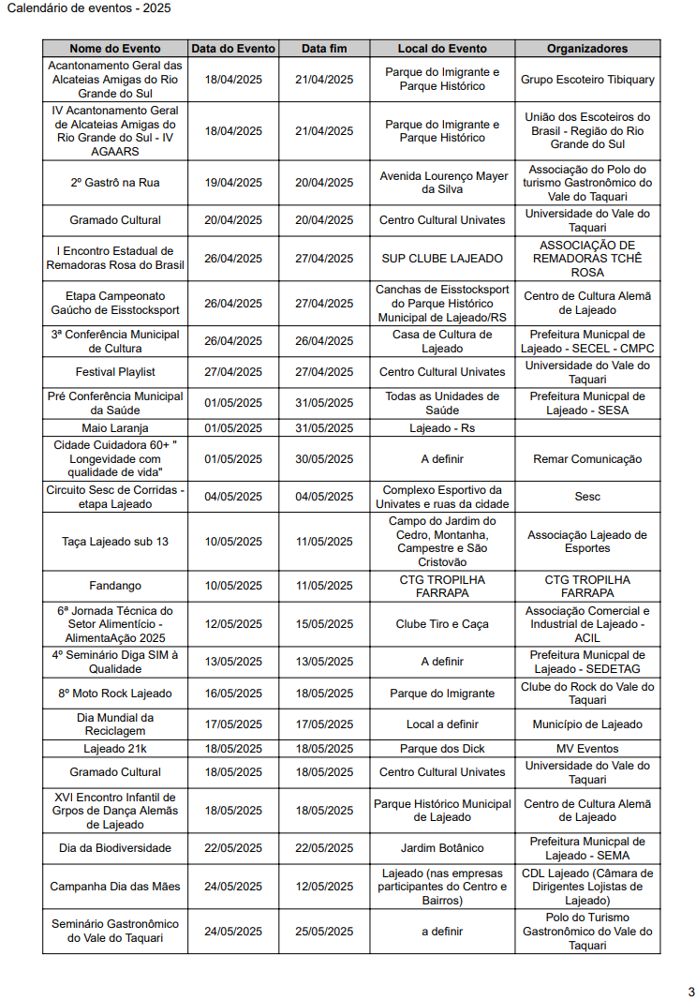 Calendário de eventos - 2025
Nome do Evento Data do Evento Data fim Local do Evento Organizadores
Acantonamento Geral das
Alcateias Amigas do Rio
Grande do Sul
18/04/2025
21/04/2025
Parque do Imigrante e
Parque Histórico
Grupo Escoteiro Tibiquary
IV Acantonamento Geral
de Alcateias Amigas do
Rio Grande do Sul - IV
AGAARS
18/04/2025
21/04/2025
Parque do Imigrante e
Parque Histórico
União dos Escoteiros do
Brasil - Região do Rio
Grande do Sul
2º Gastrô na Rua
19/04/2025
20/04/2025
Avenida Lourenço Mayer
da Silva
Associação do Polo do
turismo Gastronômico do
Vale do Taquari
Gramado Cultural
20/04/2025
20/04/2025
Centro Cultural Univates
Universidade do Vale do
Taquari
I Encontro Estadual de
Remadoras Rosa do Brasil
26/04/2025
27/04/2025
SUP CLUBE LAJEADO
ASSOCIAÇÃO DE
REMADORAS TCHÊ
ROSA
Etapa Campeonato
Gaúcho de Eisstocksport
26/04/2025
27/04/2025
Canchas de Eisstocksport
do Parque Histórico
Municipal de Lajeado/RS
Centro de Cultura Alemã
de Lajeado
3ª Conferência Municipal
de Cultura
26/04/2025
26/04/2025
Casa de Cultura de
Lajeado
Prefeitura Municpal de
Lajeado - SECEL - CMPC
Festival Playlist
27/04/2025
27/04/2025
Centro Cultural Univates
Universidade do Vale do
Taquari
Pré Conferência Municipal
da Saúde
01/05/2025
31/05/2025
Todas as Unidades de
Saúde
Prefeitura Municpal de
Lajeado - SESA
Maio Laranja
01/05/2025
31/05/2025
Lajeado - Rs
Cidade Cuidadora 60+ "
Longevidade com
qualidade de vida"
01/05/2025
30/05/2025
A definir
Remar Comunicação
Circuito Sesc de Corridas -
etapa Lajeado
04/05/2025
04/05/2025
Complexo Esportivo da
Univates e ruas da cidade
Sesc
Taça Lajeado sub 13
10/05/2025
11/05/2025
Campo do Jardim do
Cedro, Montanha,
Campestre e São
Cristovão
Associação Lajeado de
Esportes
Fandango
10/05/2025
11/05/2025
CTG TROPILHA
FARRAPA
CTG TROPILHA
FARRAPA
6ª Jornada Técnica do
Setor Alimentício -
AlimentaAção 2025
12/05/2025
15/05/2025
Clube Tiro e Caça
Associação Comercial e
Industrial de Lajeado -
ACIL
4º Seminário Diga SIM à
Qualidade
13/05/2025
13/05/2025
A definir
Prefeitura Municpal de
Lajeado - SEDETAG
8º Moto Rock Lajeado
16/05/2025
18/05/2025
Parque do Imigrante
Clube do Rock do Vale do
Taquari
Dia Mundial da
Reciclagem
17/05/2025
17/05/2025
Local a definir
Município de Lajeado
Lajeado 21k
18/05/2025
18/05/2025
Parque dos Dick
MV Eventos
Gramado Cultural
18/05/2025
18/05/2025
Centro Cultural Univates
Universidade do Vale do
Taquari
XVI Encontro Infantil de
Grpos de Dança Alemãs
de Lajeado
18/05/2025
18/05/2025
Parque Histórico Municipal
de Lajeado
Centro de Cultura Alemã
de Lajeado
Dia da Biodiversidade
22/05/2025
22/05/2025
Jardim Botânico
Prefeitura Municpal de
Lajeado - SEMA
Campanha Dia das Mães
24/05/2025
12/05/2025
Lajeado (nas empresas
participantes do Centro e
Bairros)
CDL Lajeado (Câmara de
Dirigentes Lojistas de
Lajeado)
Seminário Gastronômico
do Vale do Taquari
24/05/2025
25/05/2025
a definir
Polo do Turismo
Gastronômico do Vale do
Taquari
3